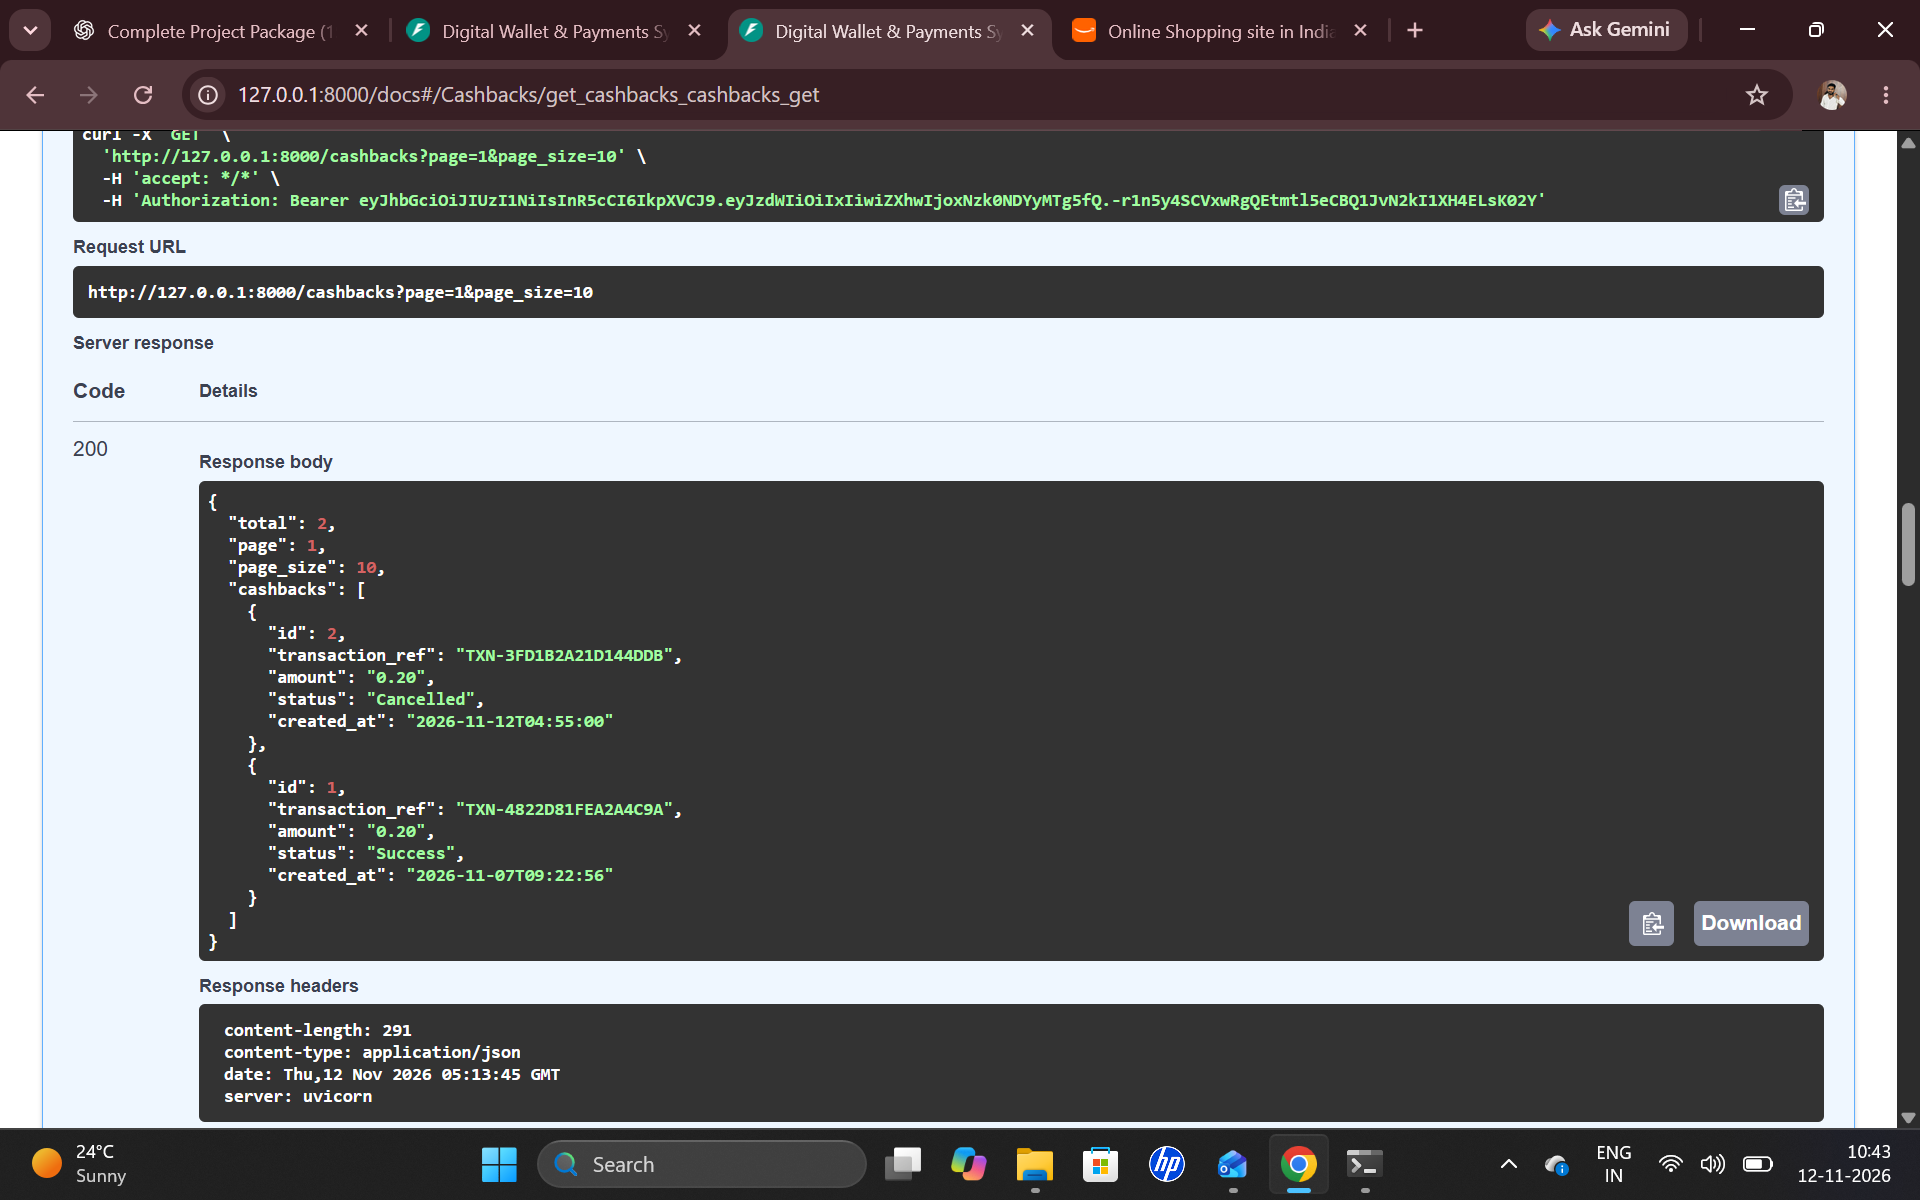 Complete Project Package (1
Digital Wallet & Payments Sy
Digital Wallet & Payments Sy
Online Shopping site in India
Ask Gemini
127.0.0.1:8000/docs#/Cashbacks/get_cashbacks_cashbacks_get
curl -X 'GET' \
'http://127.0.0.1:8000/cashbacks?page=1&page_size=10' \
-H 'accept: */*' \
-H 'Authorization: Bearer eyJhbGciOiJIUzI1NiIsInR5cCI6IkpXVCJ9.eyJzdWIiOiIxIiwiZXhwIjoxNzk0NDYyMTg5fQ.-r1n5y4SCVxwRgQEtmtl5eCBQ1JvN2kI1XH4ELsK02Y'
Request URL
http://127.0.0.1:8000/cashbacks?page=1&page_size=10
Server response
Code Details
200
Response body
{
"total": 2,
"page": 1,
"page_size": 10,
"cashbacks": [
{
"id": 2,
"transaction_ref": "TXN-3FD1B2A21D144DDB",
"amount": "0.20",
"status": "Cancelled",
"created_at": "2026-11-12T04:55:00"
},
{
"id": 1,
"transaction_ref": "TXN-4822D81FEA2A4C9A",
"amount": "0.20",
"status": "Success",
"created_at": "2026-11-07T09:22:56"
}
]
}
Download
Response headers
content-length: 291
content-type: application/json
date: Thu,12 Nov 2026 05:13:45 GMT
server: uvicorn
24°C
Sunny
Search
hp
ENG
IN
10:43
12-11-2026